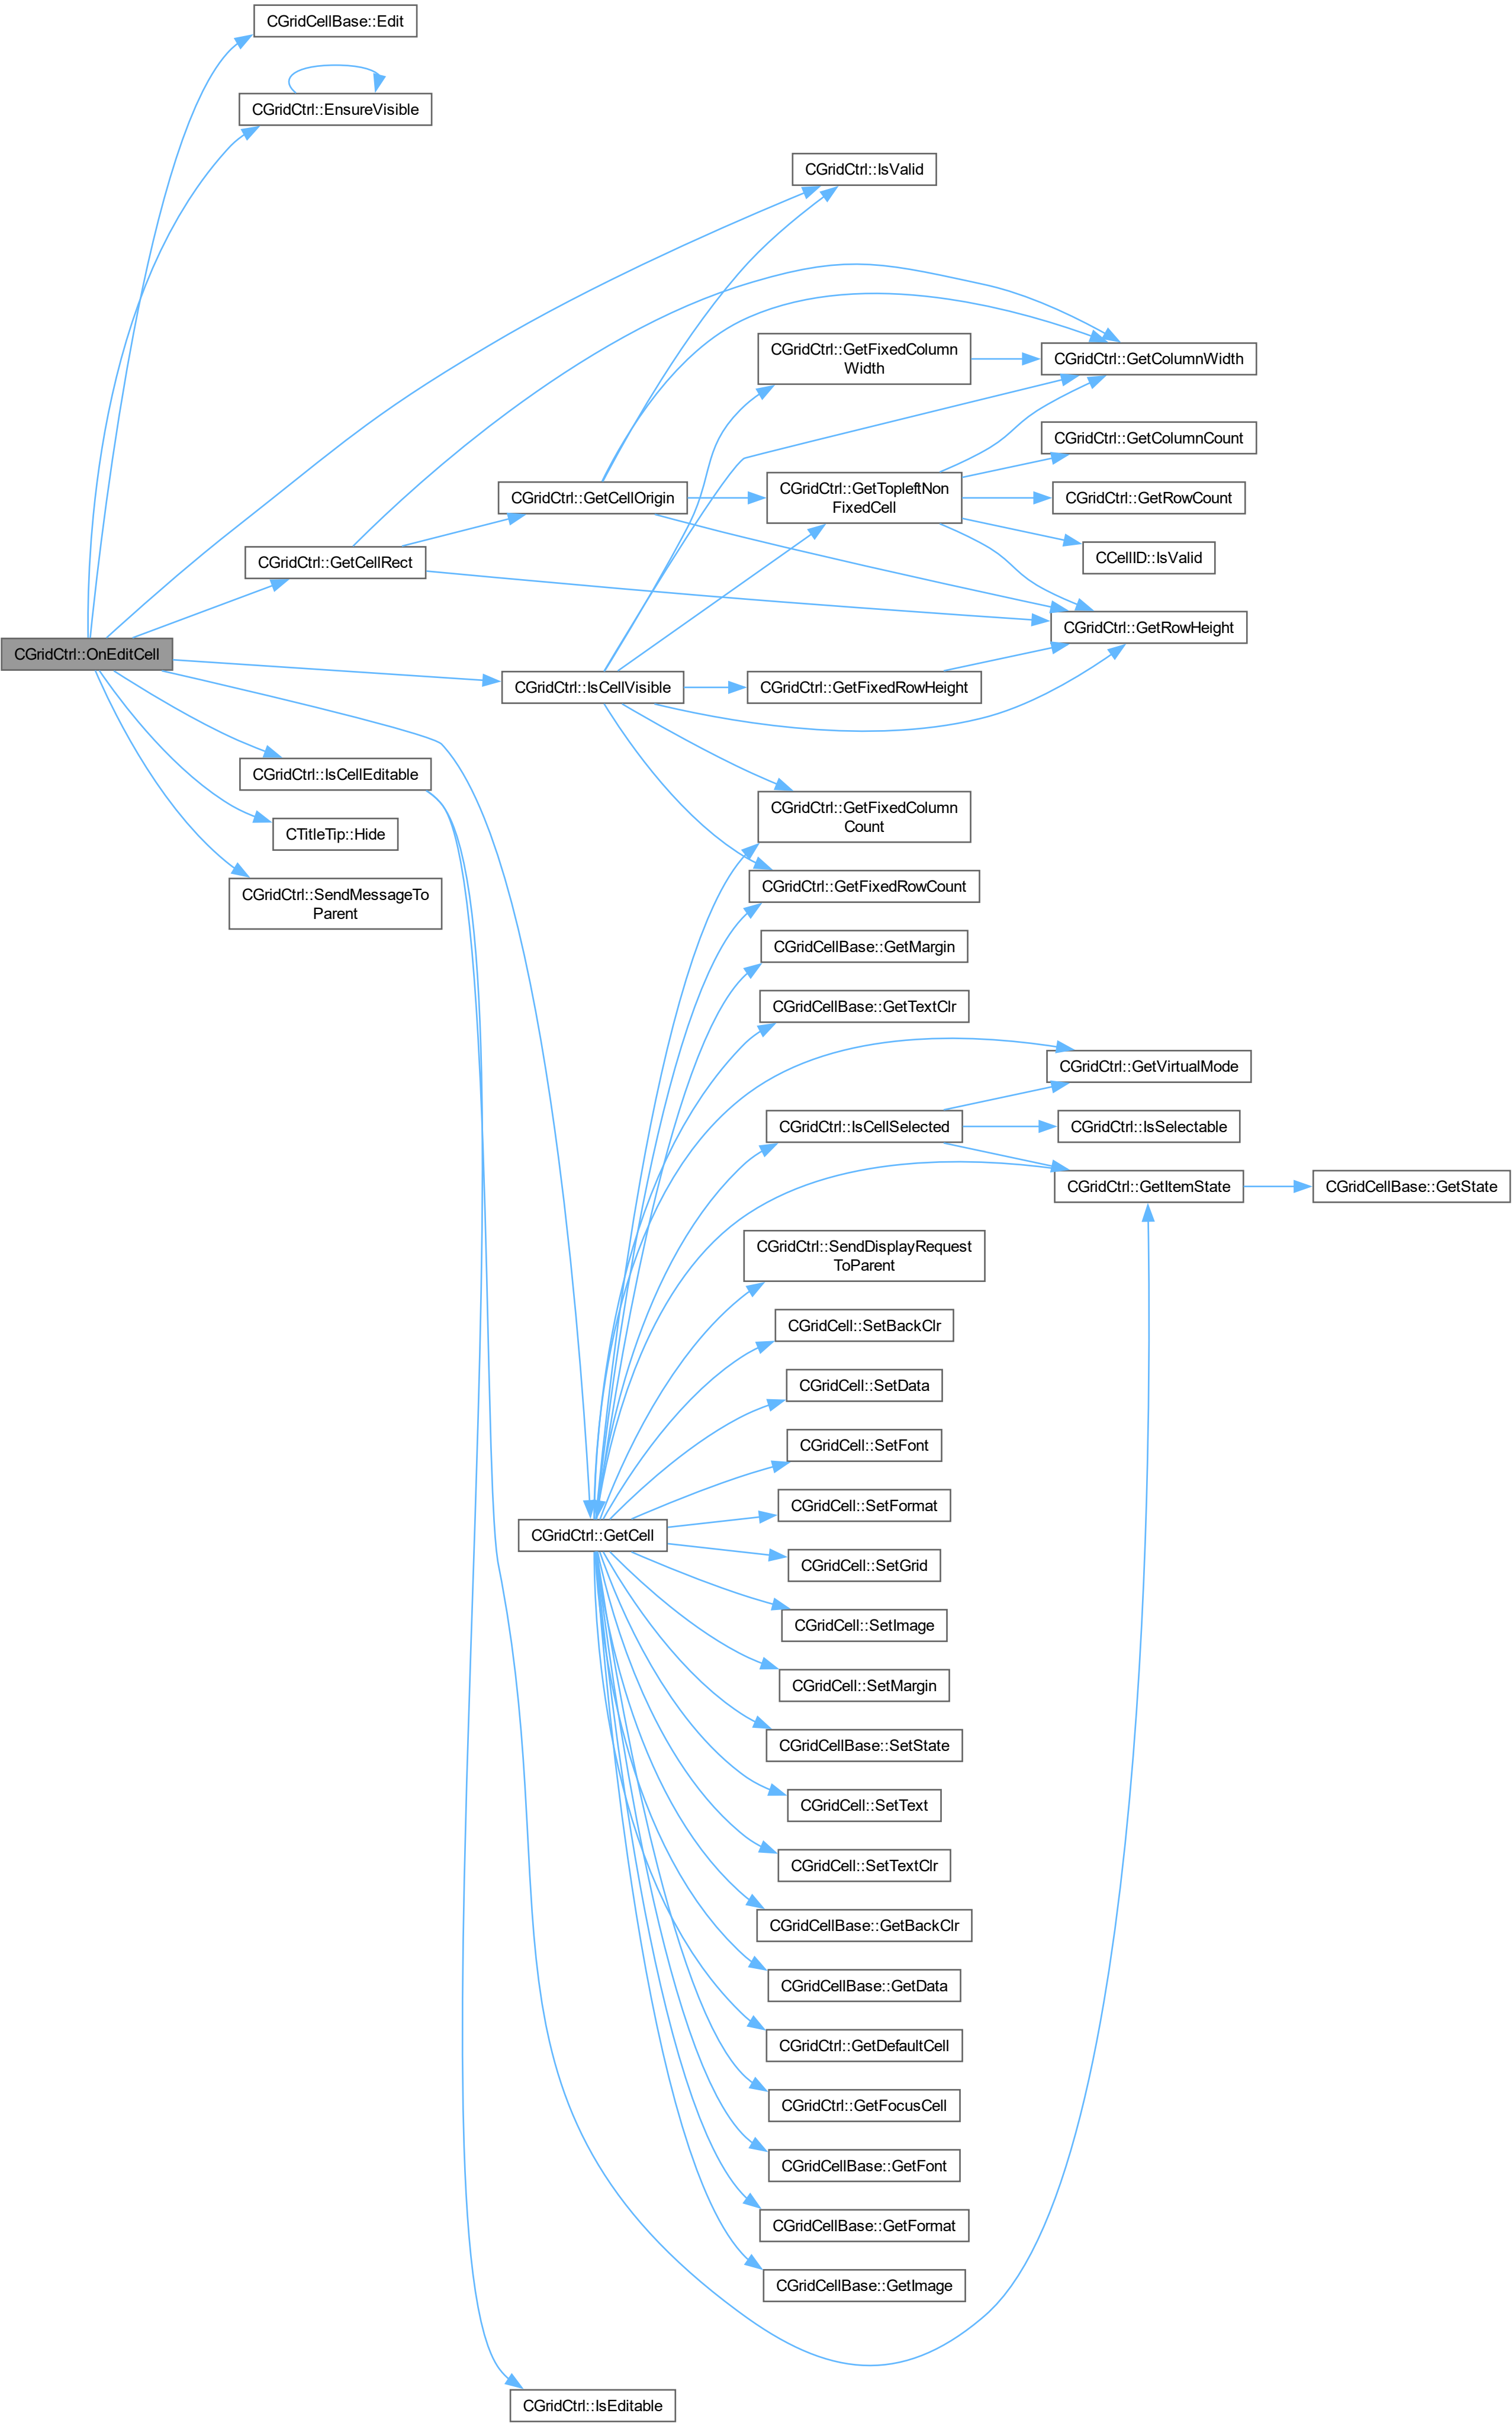 CGridCellBase::Edit
CGridCtrl::EnsureVisible
CGridCtrl::IsValid
CGridCtrl::GetFixedColumn
Width
CGridCtrl::GetColumnWidth
CGridCtrl::GetColumnCount
CGridCtrl::GetCellOrigin
CGridCtrl::GetTopleftNon
FixedCell
CGridCtrl::GetRowCount
CGridCtrl::GetCellRect
CCellID::IsValid
CGridCtrl::GetRowHeight
CGridCtrl::OnEditCell
CGridCtrl::IsCellVisible
CGridCtrl::GetFixedRowHeight
CGridCtrl::IsCellEditable
CGridCtrl::GetFixedColumn
Count
CTitleTip::Hide
CGridCtrl::SendMessageTo
Parent
CGridCtrl::GetFixedRowCount
CGridCellBase::GetMargin
CGridCellBase::GetTextClr
CGridCtrl::GetVirtualMode
CGridCtrl::IsCellSelected
CGridCtrl::IsSelectable
CGridCtrl::GetItemState
CGridCellBase::GetState
CGridCtrl::SendDisplayRequest
ToParent
CGridCell::SetBackClr
CGridCell::SetData
CGridCell::SetFont
CGridCell::SetFormat
CGridCtrl::GetCell
CGridCell::SetGrid
CGridCell::SetImage
CGridCell::SetMargin
CGridCellBase::SetState
CGridCell::SetText
CGridCell::SetTextClr
CGridCellBase::GetBackClr
CGridCellBase::GetData
CGridCtrl::GetDefaultCell
CGridCtrl::GetFocusCell
CGridCellBase::GetFont
CGridCellBase::GetFormat
CGridCellBase::GetImage
CGridCtrl::IsEditable